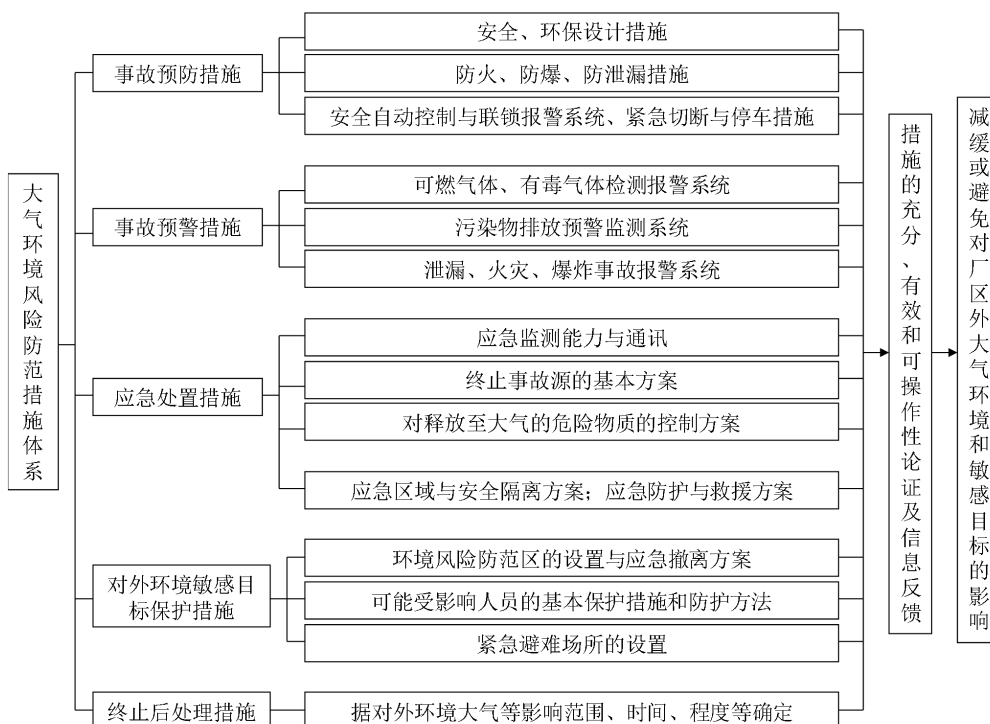 大气环境风险防范措施体系
事故预防措施
安全、环保设计措施
防火、防爆、防泄漏措施
安全自动控制与联锁报警系统、紧急切断与停车措施
事故预警措施
可燃气体、有毒气体检测报警系统
污染物排放预警监测系统
泄漏、火灾、爆炸事故报警系统
应急处置措施
应急监测能力与通讯
终止事故源的基本方案
对释放至大气的危险物质的控制方案
应急区域与安全隔离方案；应急防护与救援方案
对外环境敏感目
标保护措施
环境风险防范区的设置与应急撤离方案
可能受影响人员的基本保护措施和防护方法
紧急避难场所的设置
终止后处理措施
据对外环境大气等影响范围、时间、程度等确定
措施的充分、有效和可操作性论证及信息反馈
减缓或避免对厂区外大气环境和敏感目标的影响